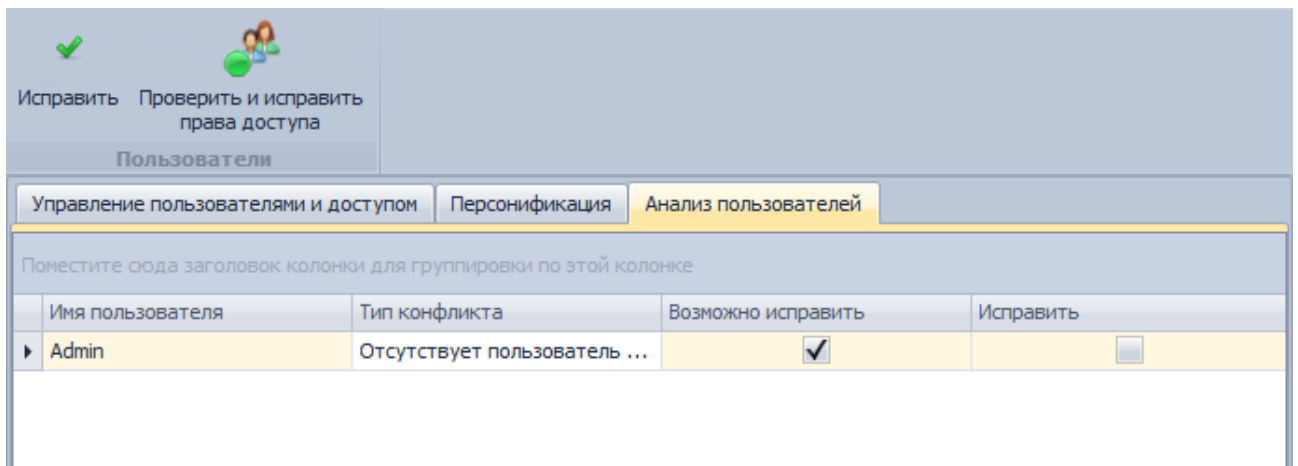 Исправить
Проверить и исправить
права доступа
Пользователи
Управление пользователями и доступом Персонификация Анализ пользователей
Поместите сюда заголовок колонки для группировки по этой колонке
Имя пользователя Тип конфликта Возможно исправить Исправить
Admin Отсутствует пользователь ...